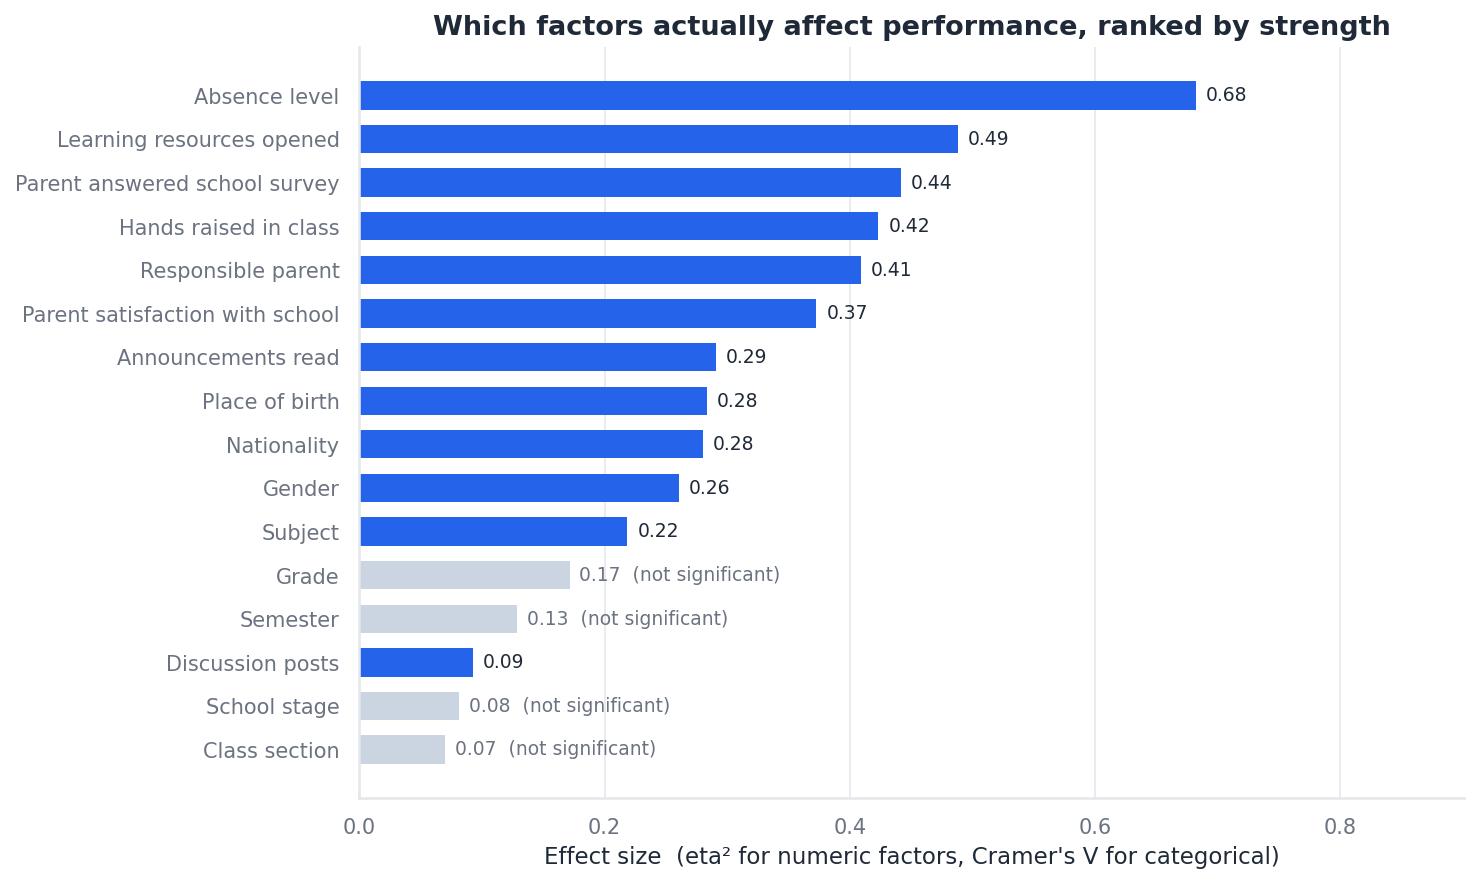 Which factors actually affect performance, ranked by strength
Absence level 0.68
Learning resources opened 0.49
Parent answered school survey 0.44
Hands raised in class 0.42
Responsible parent 0.41
Parent satisfaction with school 0.37
Announcements read 0.29
Place of birth 0.28
Nationality 0.28
Gender 0.26
Subject 0.22
Grade 0.17 (not significant)
Semester 0.13 (not significant)
Discussion posts 0.09
School stage 0.08 (not significant)
Class section 0.07 (not significant)
0.0 0.2 0.4 0.6 0.8
Effect size (eta² for numeric factors, Cramer's V for categorical)